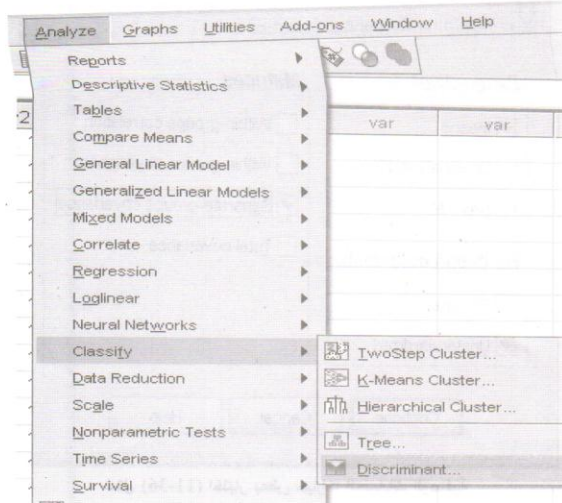 Analyze Graphs Utilities Add-ons Window Help
Reports
Descriptive Statistics
Tables
Compare Means
General Linear Model
Generalized Linear Models
Mixed Models
Correlate
Regression
Loglinear
Neural Networks
Classify
Data Reduction
Scale
Nonparametric Tests
Time Series
Survival
2
var var
TwoStep Cluster...
K-Means Cluster...
Hierarchical Cluster...
Tree...
Discriminant...